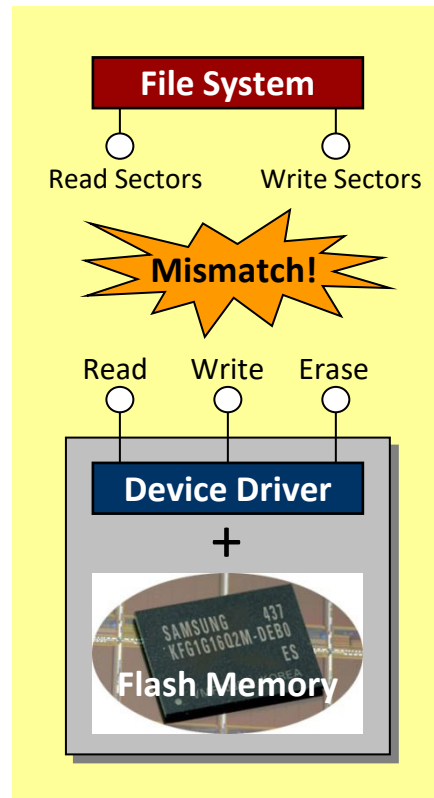 File System
Read Sectors Write Sectors
Mismatch!
Read Write Erase
Device Driver
+
SAMSUNG 437
KFG1G16Q2M-DEB0
ES
Flash Memory